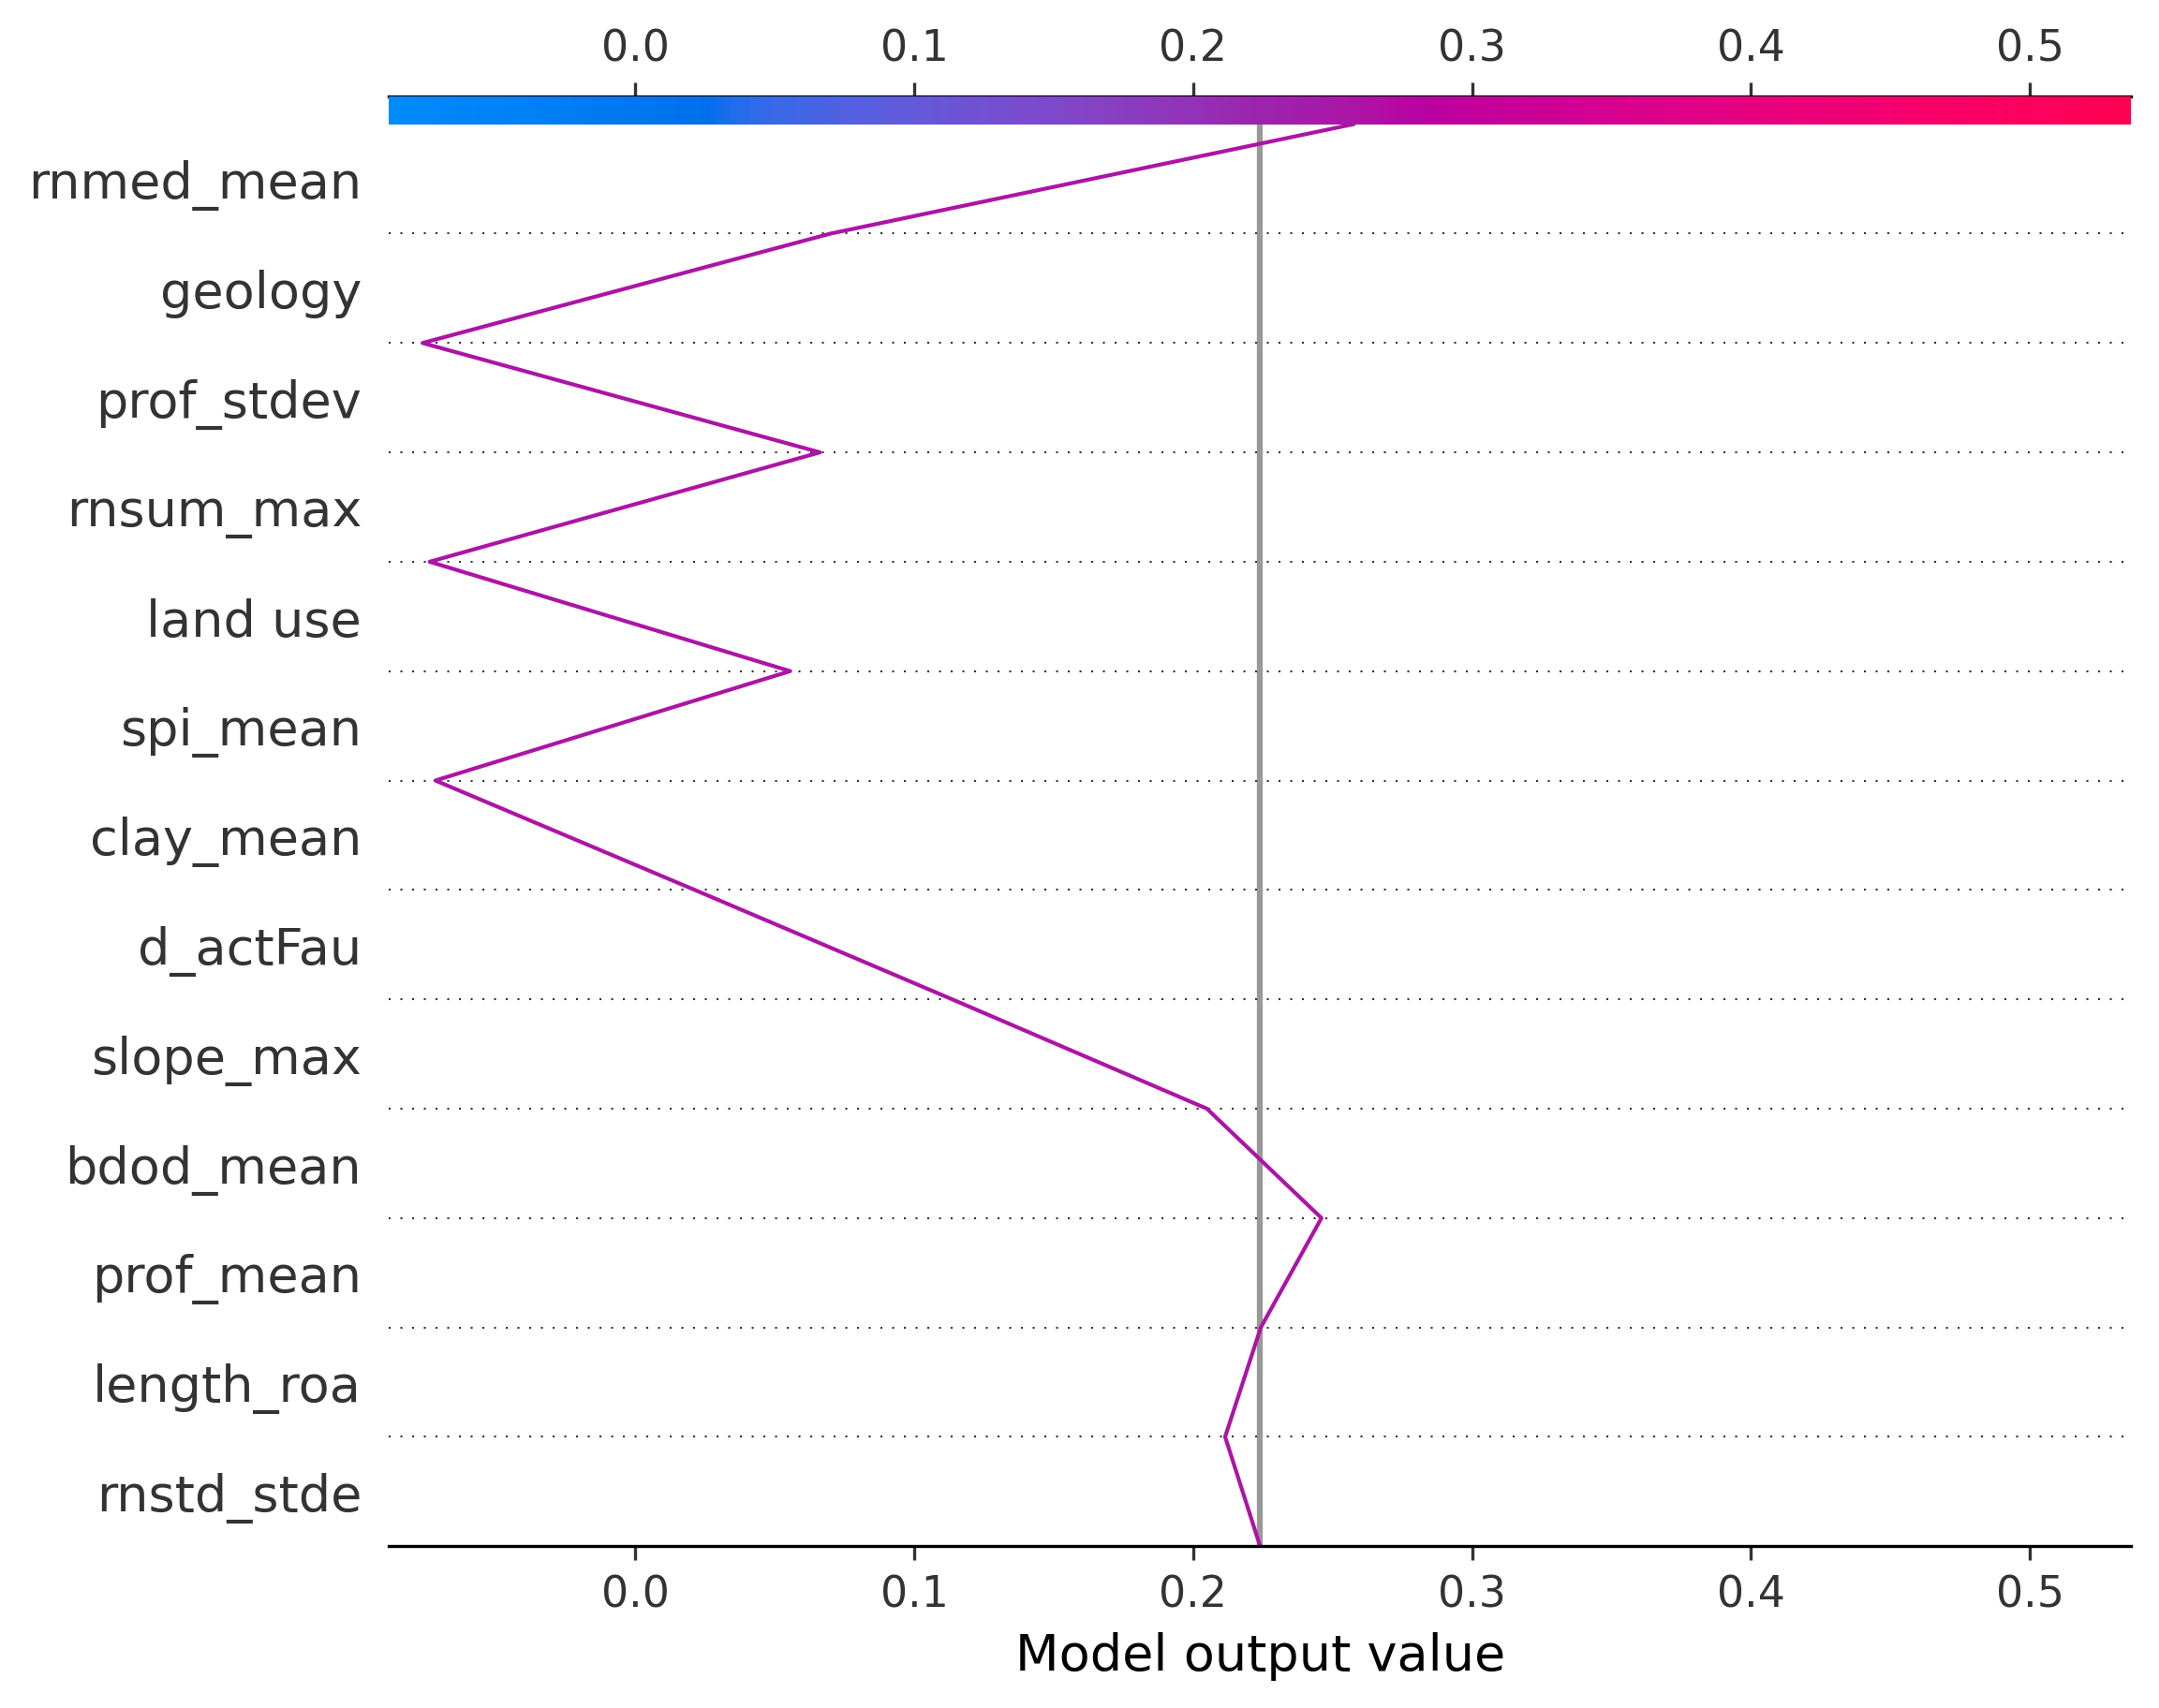 0.0 0.1 0.2 0.3 0.4 0.5
rnmed_mean
geology
prof_stdev
rnsum_max
land use
spi_mean
clay_mean
d_actFau
slope_max
bdod_mean
prof_mean
length_roa
rnstd_stde
0.0 0.1 0.2 0.3 0.4 0.5
Model output value